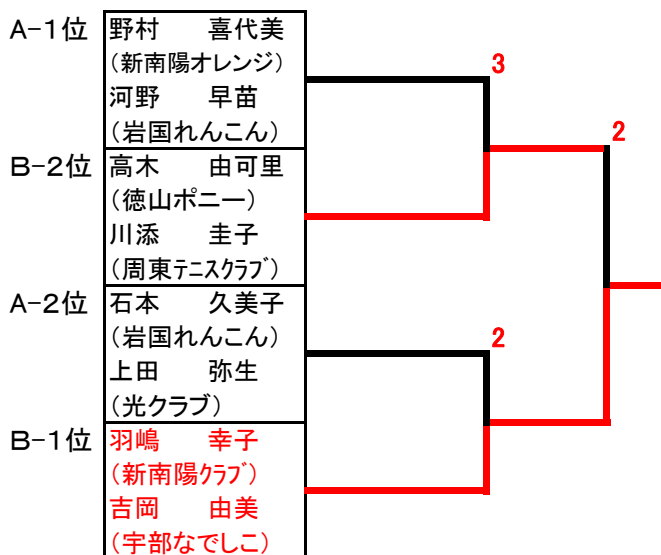 A-1位 野村 喜代美
(新南陽オレンジ)
河野 早苗
(岩国れんこん)
3
2
B-2位 高木 由可里
(徳山ポニー)
川添 圭子
(周東テニスクラブ)
A-2位 石本 久美子
(岩国れんこん)
2
上田 弥生
(光クラブ)
B-1位 羽嶋 幸子
(新南陽クラブ)
吉岡 由美
(宇部なでしこ)